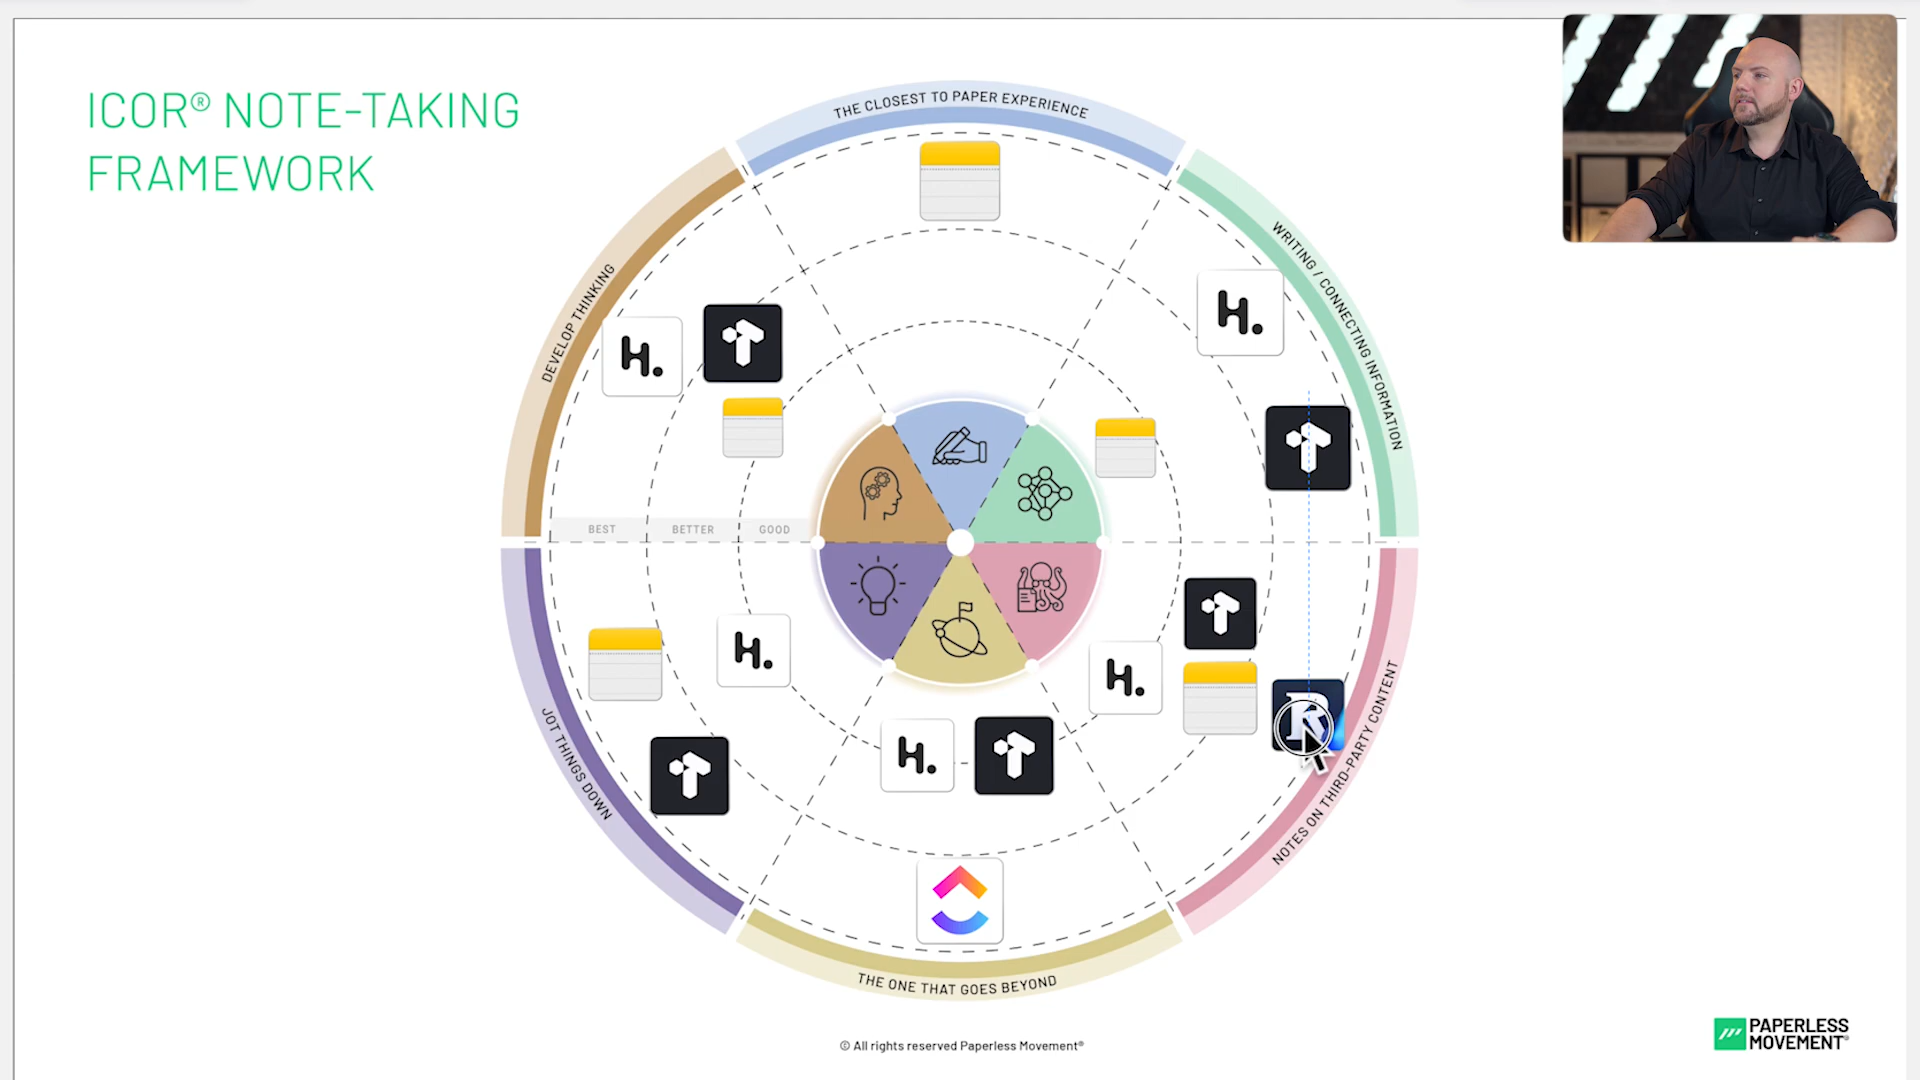 ICOR® NOTE-TAKING
FRAMEWORK
THE CLOSEST TO PAPER EXPERIENCE
WRITING / CONNECTING INFORMATION
DEVELOP THINKING
H.
H.
BEST
BETTER
GOOD
H.
H.
R
NOTES ON THIRD-PARTY CONTENT
JOT THINGS DOWN
H.
THE ONE THAT GOES BEYOND
© All rights reserved Paperless Movement®
PAPERLESS
MOVEMENT®